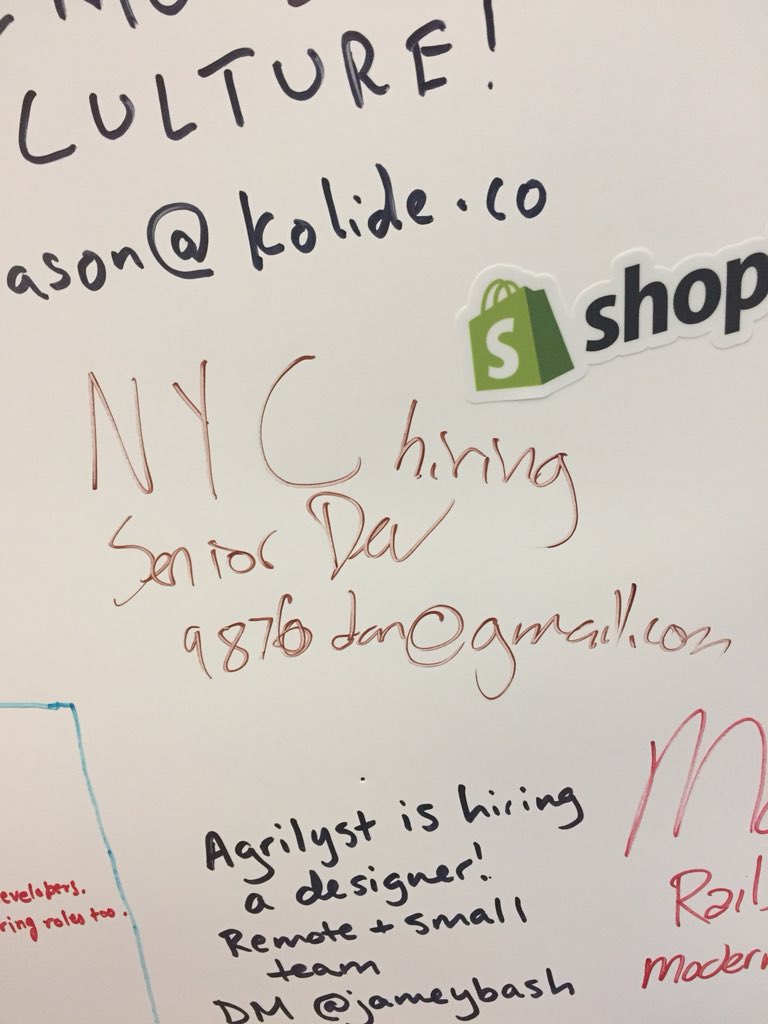 CULTURE!
ason@kolide.co
shop
NYC hiring
Senior Dev
9876dan@gmail.com
Agrilyst is hiring
a designer!
Remote + small
team
DM @jameybash
evelopers.
ring roles too.
Rails
modern